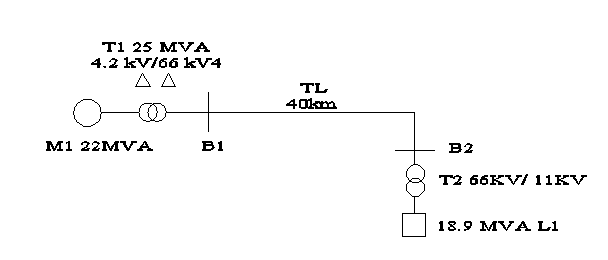 T1 25 MVA
4.2 kV/66 kV4
TL
40km
M1 22MVA
B1
B2
T2 66KV/ 11KV
18.9 MVA L1